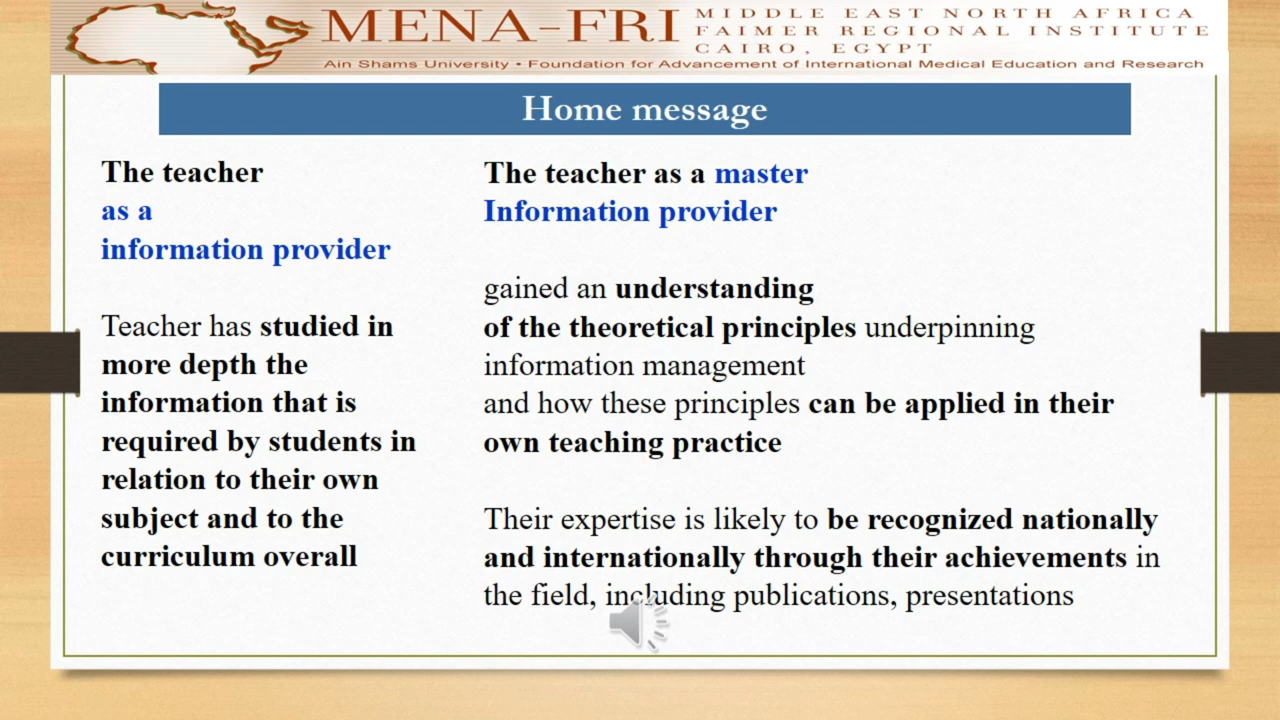 MENA-FRI
MIDDLE EAST NORTH AFRICA
FAIMER REGIONAL INSTITUTE
CAIRO, EGYPT
Ain Shams University • Foundation for Advancement of International Medical Education and Research
Home message
The teacher
as a
information provider
Teacher has studied in
more depth the
information that is
required by students in
relation to their own
subject and to the
curriculum overall
The teacher as a master
Information provider
gained an understanding
of the theoretical principles underpinning
information management
and how these principles can be applied in their
own teaching practice
Their expertise is likely to be recognized nationally
and internationally through their achievements in
the field, including publications, presentations